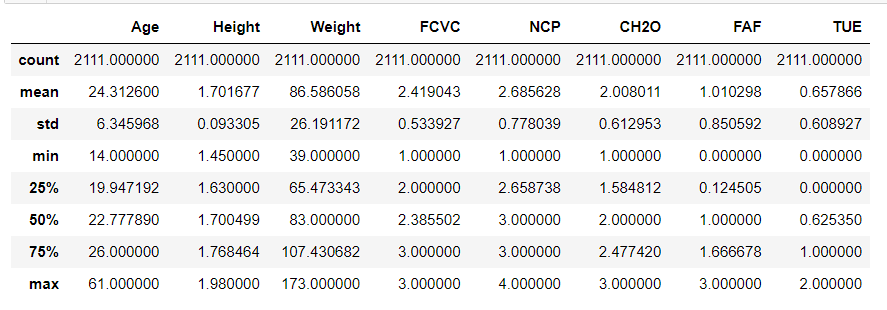 Age Height Weight FCVC NCP CH2O FAF TUE
count 2111.000000 2111.000000 2111.000000 2111.000000 2111.000000 2111.000000 2111.000000 2111.000000
mean 24.312600 1.701677 86.586058 2.419043 2.685628 2.008011 1.010298 0.657866
std 6.345968 0.093305 26.191172 0.533927 0.778039 0.612953 0.850592 0.608927
min 14.000000 1.450000 39.000000 1.000000 1.000000 1.000000 0.000000 0.000000
25% 19.947192 1.630000 65.473343 2.000000 2.658738 1.584812 0.124505 0.000000
50% 22.777890 1.700499 83.000000 2.385502 3.000000 2.000000 1.000000 0.625350
75% 26.000000 1.768464 107.430682 3.000000 3.000000 2.477420 1.666678 1.000000
max 61.000000 1.980000 173.000000 3.000000 4.000000 3.000000 3.000000 2.000000